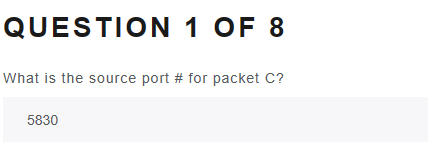 QUESTION 1 OF 8
What is the source port # for packet C?
5830